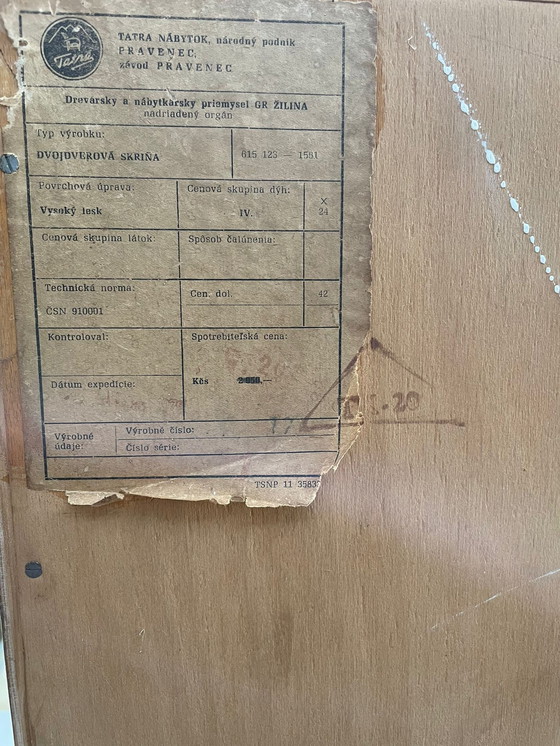 Tatra
TATRA NÁBYTOK, národný podnik
PRAVENEC,
závod PRAVENEC
Drevársky a nábytkársky priemysel GR ŽILINA
nadriadený orgán
Typ výrobku:
DVOJDVEROVÁ SKRIŇA
615 123 — 1551
Povrchová úprava:
Vysoký lesk
Cenová skupina dýh:
IV.
X
24
Cenová skupina látok:
Spôsob čalúnenia:
Technická norma:
ČSN 910001
Cen. dol.
42
Kontroloval:
Spotrebiteľská cena:
Kčs
Dátum expedície:
Výrobné údaje:
Výrobné číslo:
Číslo série:
TSNP 11 3583